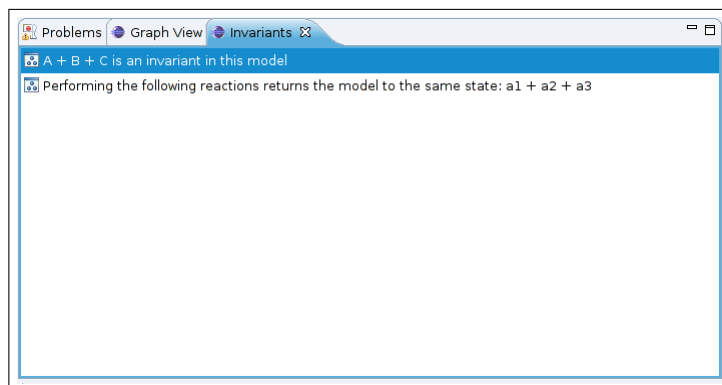 Problems Graph View Invariants
A + B + C is an invariant in this model
Performing the following reactions returns the model to the same state: a1 + a2 + a3